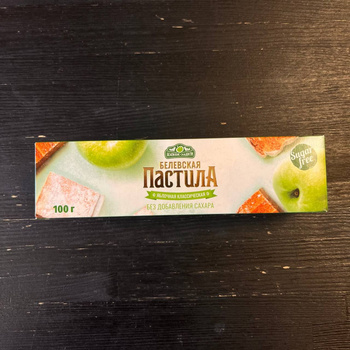 БЕЛЕВСКАЯ
ПАСТИЛА
ЯБЛОЧНАЯ КЛАССИЧЕСКАЯ
БЕЗ ДОБАВЛЕНИЯ САХАРА
100 г
Sugar
free